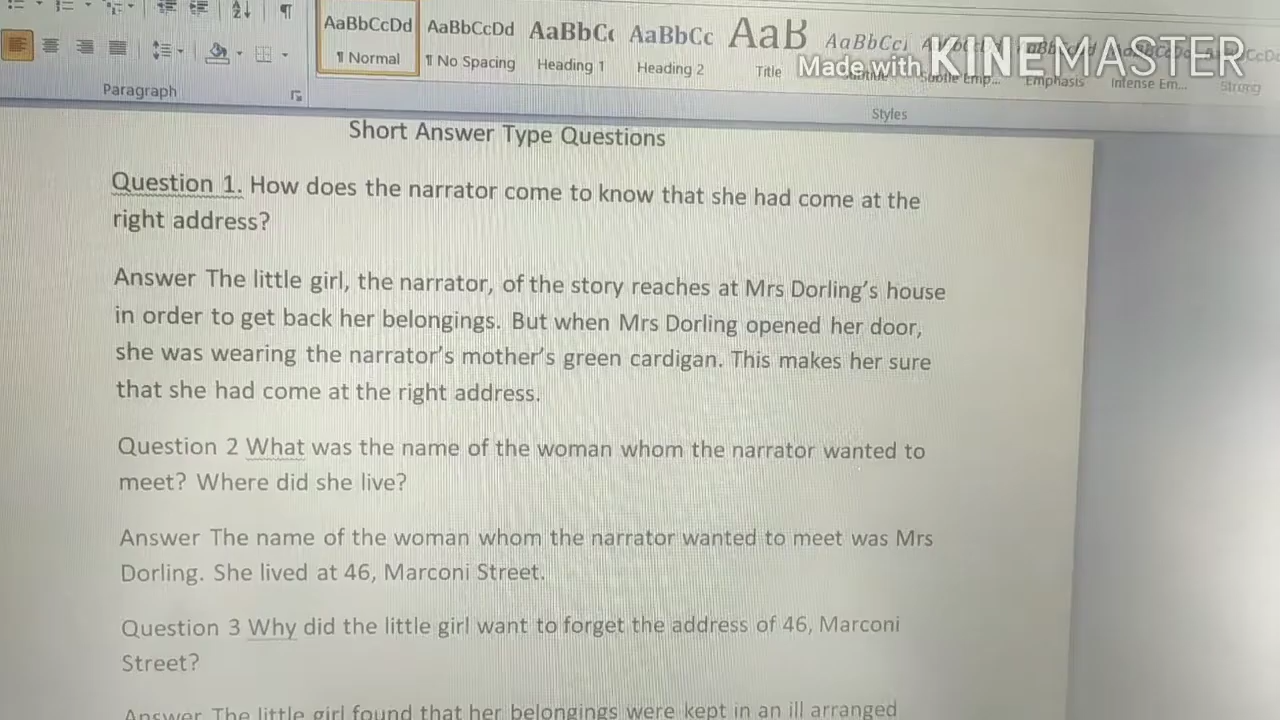 AaBbCcDd AaBbCcDd AaBbCc AaBbCc AaB AaBbCci
¶ Normal ¶ No Spacing Heading 1 Heading 2 Title Subtle Emp... Emphasis Intense Em... Strong
Made with KINEMASTER
Paragraph Styles
Short Answer Type Questions
Question 1. How does the narrator come to know that she had come at the
right address?
Answer The little girl, the narrator, of the story reaches at Mrs Dorling's house
in order to get back her belongings. But when Mrs Dorling opened her door,
she was wearing the narrator's mother's green cardigan. This makes her sure
that she had come at the right address.
Question 2 What was the name of the woman whom the narrator wanted to
meet? Where did she live?
Answer The name of the woman whom the narrator wanted to meet was Mrs
Dorling. She lived at 46, Marconi Street.
Question 3 Why did the little girl want to forget the address of 46, Marconi
Street?
Answer The little girl found that her belongings were kept in an ill arranged